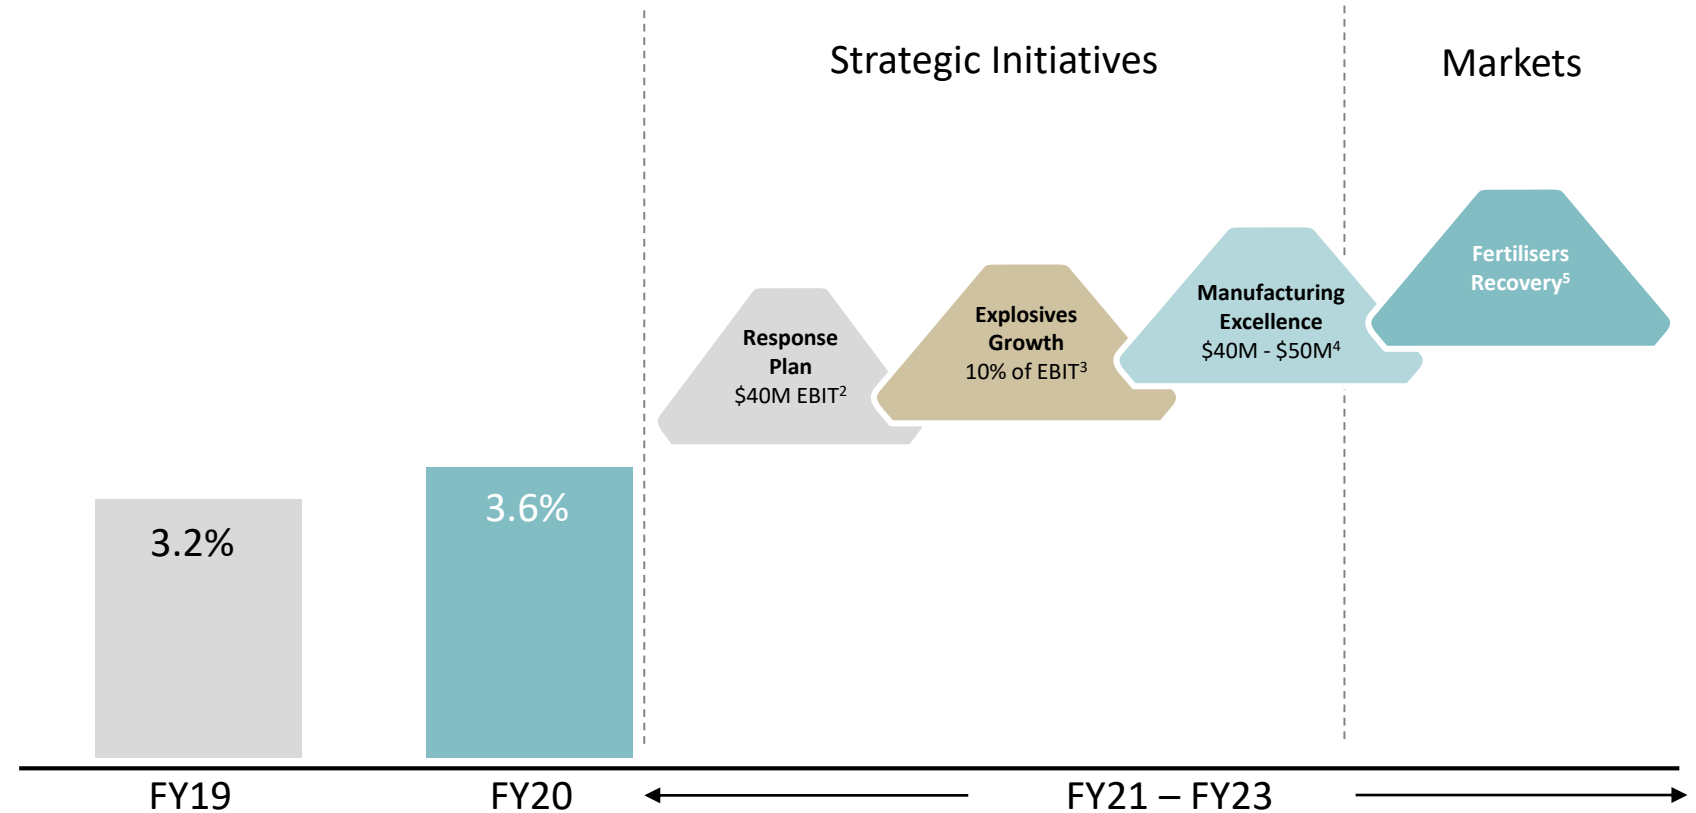 Strategic Initiatives
Markets
Response
Plan
$40M EBIT²
Explosives
Growth
10% of EBIT³
Manufacturing
Excellence
$40M - $50M⁴
Fertilisers
Recovery⁵
3.2%
3.6%
FY19
FY20
FY21 – FY23